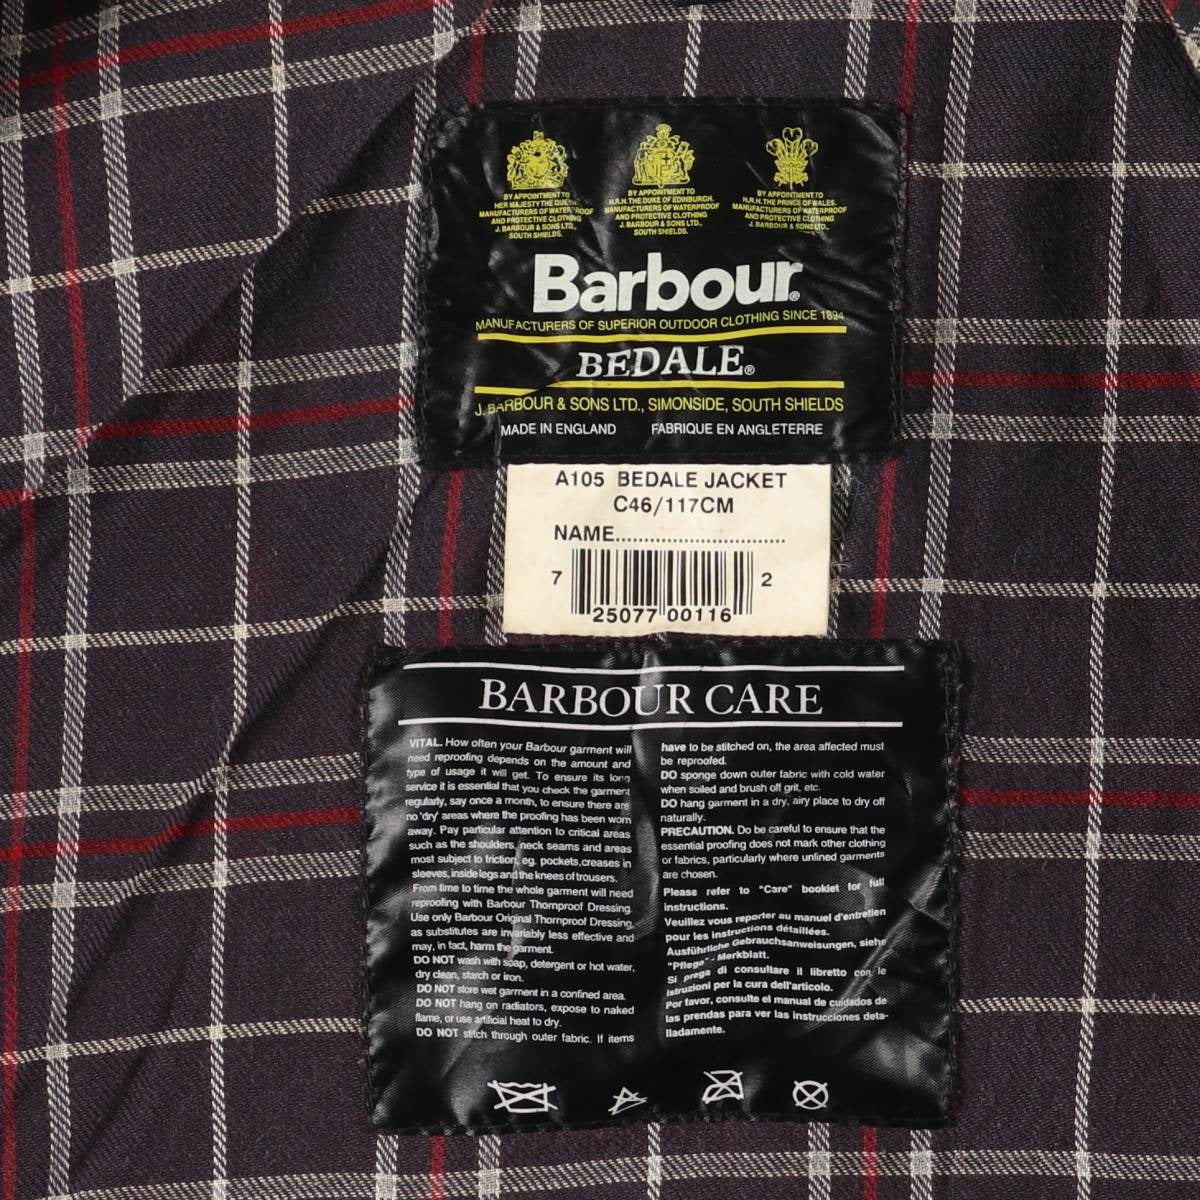 BY APPOINTMENT TO
HER MAJESTY THE QUEEN
MANUFACTURERS OF WATERPROOF
AND PROTECTIVE CLOTHING
J. BARBOUR & SONS LTD.,
SOUTH SHIELDS.
BY APPOINTMENT TO
H.R.H. THE DUKE OF EDINBURGH.
MANUFACTURERS OF WATERPROOF
AND PROTECTIVE CLOTHING
J. BARBOUR & SONS LTD.,
SOUTH SHIELDS.
BY APPOINTMENT TO
H.R.H. THE PRINCE OF WALES.
MANUFACTURERS OF WATERPROOF
AND PROTECTIVE CLOTHING
J. BARBOUR & SONS LTD.,
Barbour®
MANUFACTURERS OF SUPERIOR OUTDOOR CLOTHING SINCE 1894
BEDALE®
J. BARBOUR & SONS LTD., SIMONSIDE, SOUTH SHIELDS
MADE IN ENGLAND FABRIQUE EN ANGLETERRE
A105 BEDALE JACKET
C46/117CM
NAME..............................
7 25077 00116 2
BARBOUR CARE
VITAL. How often your Barbour garment will
need reproofing depends on the amount and
type of usage it will get. To ensure its long
service it is essential that you check the garment
regularly, say once a month, to ensure there are
no 'dry' areas where the proofing has been worn
away. Pay particular attention to critical areas
such as the shoulders, neck seams and areas
most subject to friction, eg. pockets,creases in
sleeves, inside legs and the knees of trousers.
From time to time the whole garment will need
reproofing with Barbour Thornproof Dressing.
Use only Barbour Original Thornproof Dressing
as substitutes are invariably less effective and
may, in fact, harm the garment.
DO NOT wash with soap, detergent or hot water,
dry clean, starch or iron.
DO NOT store wet garment in a confined area.
DO NOT hang on radiators, expose to naked
flame, or use artificial heat to dry.
DO NOT stitch through outer fabric. If items
have to be stitched on, the area affected must
be reproofed.
DO sponge down outer fabric with cold water
when soiled and brush off grit, etc.
DO hang garment in a dry, airy place to dry off
naturally.
PRECAUTION. Do be careful to ensure that the
essential proofing does not mark other clothing
or fabrics, particularly where unlined garments
are chosen.
Please refer to "Care" booklet for full
instructions.
Veuillez vous reporter au manuel d'entretien
pour les instructions détaillées.
Ausführliche Gebrauchsanweisungen, siehe
"Pflege"- Merkblatt.
Si prega di consultare il libretto con le
istruzioni per la cura dell'articolo.
Por favor, consulte el manual de cuidados de
las prendas para ver las instrucciones deta-
lladamente.